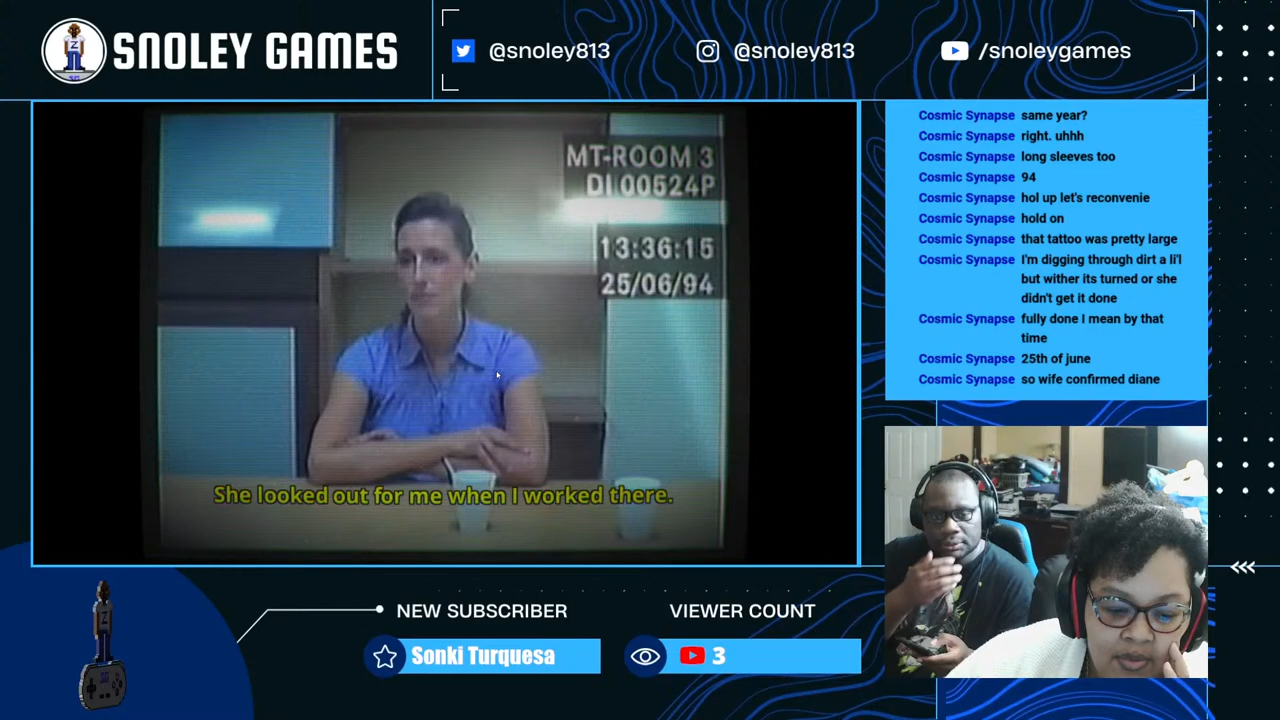 SNOLEY GAMES
@snoley813
@snoley813
/snoleygames
MT-ROOM 3
DI 00524P
13:36:15
25/06/94
She looked out for me when I worked there.
Cosmic Synapse same year?
Cosmic Synapse right. uhhh
Cosmic Synapse long sleeves too
Cosmic Synapse 94
Cosmic Synapse hol up let's reconvenie
Cosmic Synapse hold on
Cosmic Synapse that tattoo was pretty large
Cosmic Synapse I'm digging through dirt a li'l
but wither its turned or she
didn't get it done
Cosmic Synapse fully done I mean by that
time
Cosmic Synapse 25th of june
Cosmic Synapse so wife confirmed diane
NEW SUBSCRIBER
Sonki Turquesa
VIEWER COUNT
3